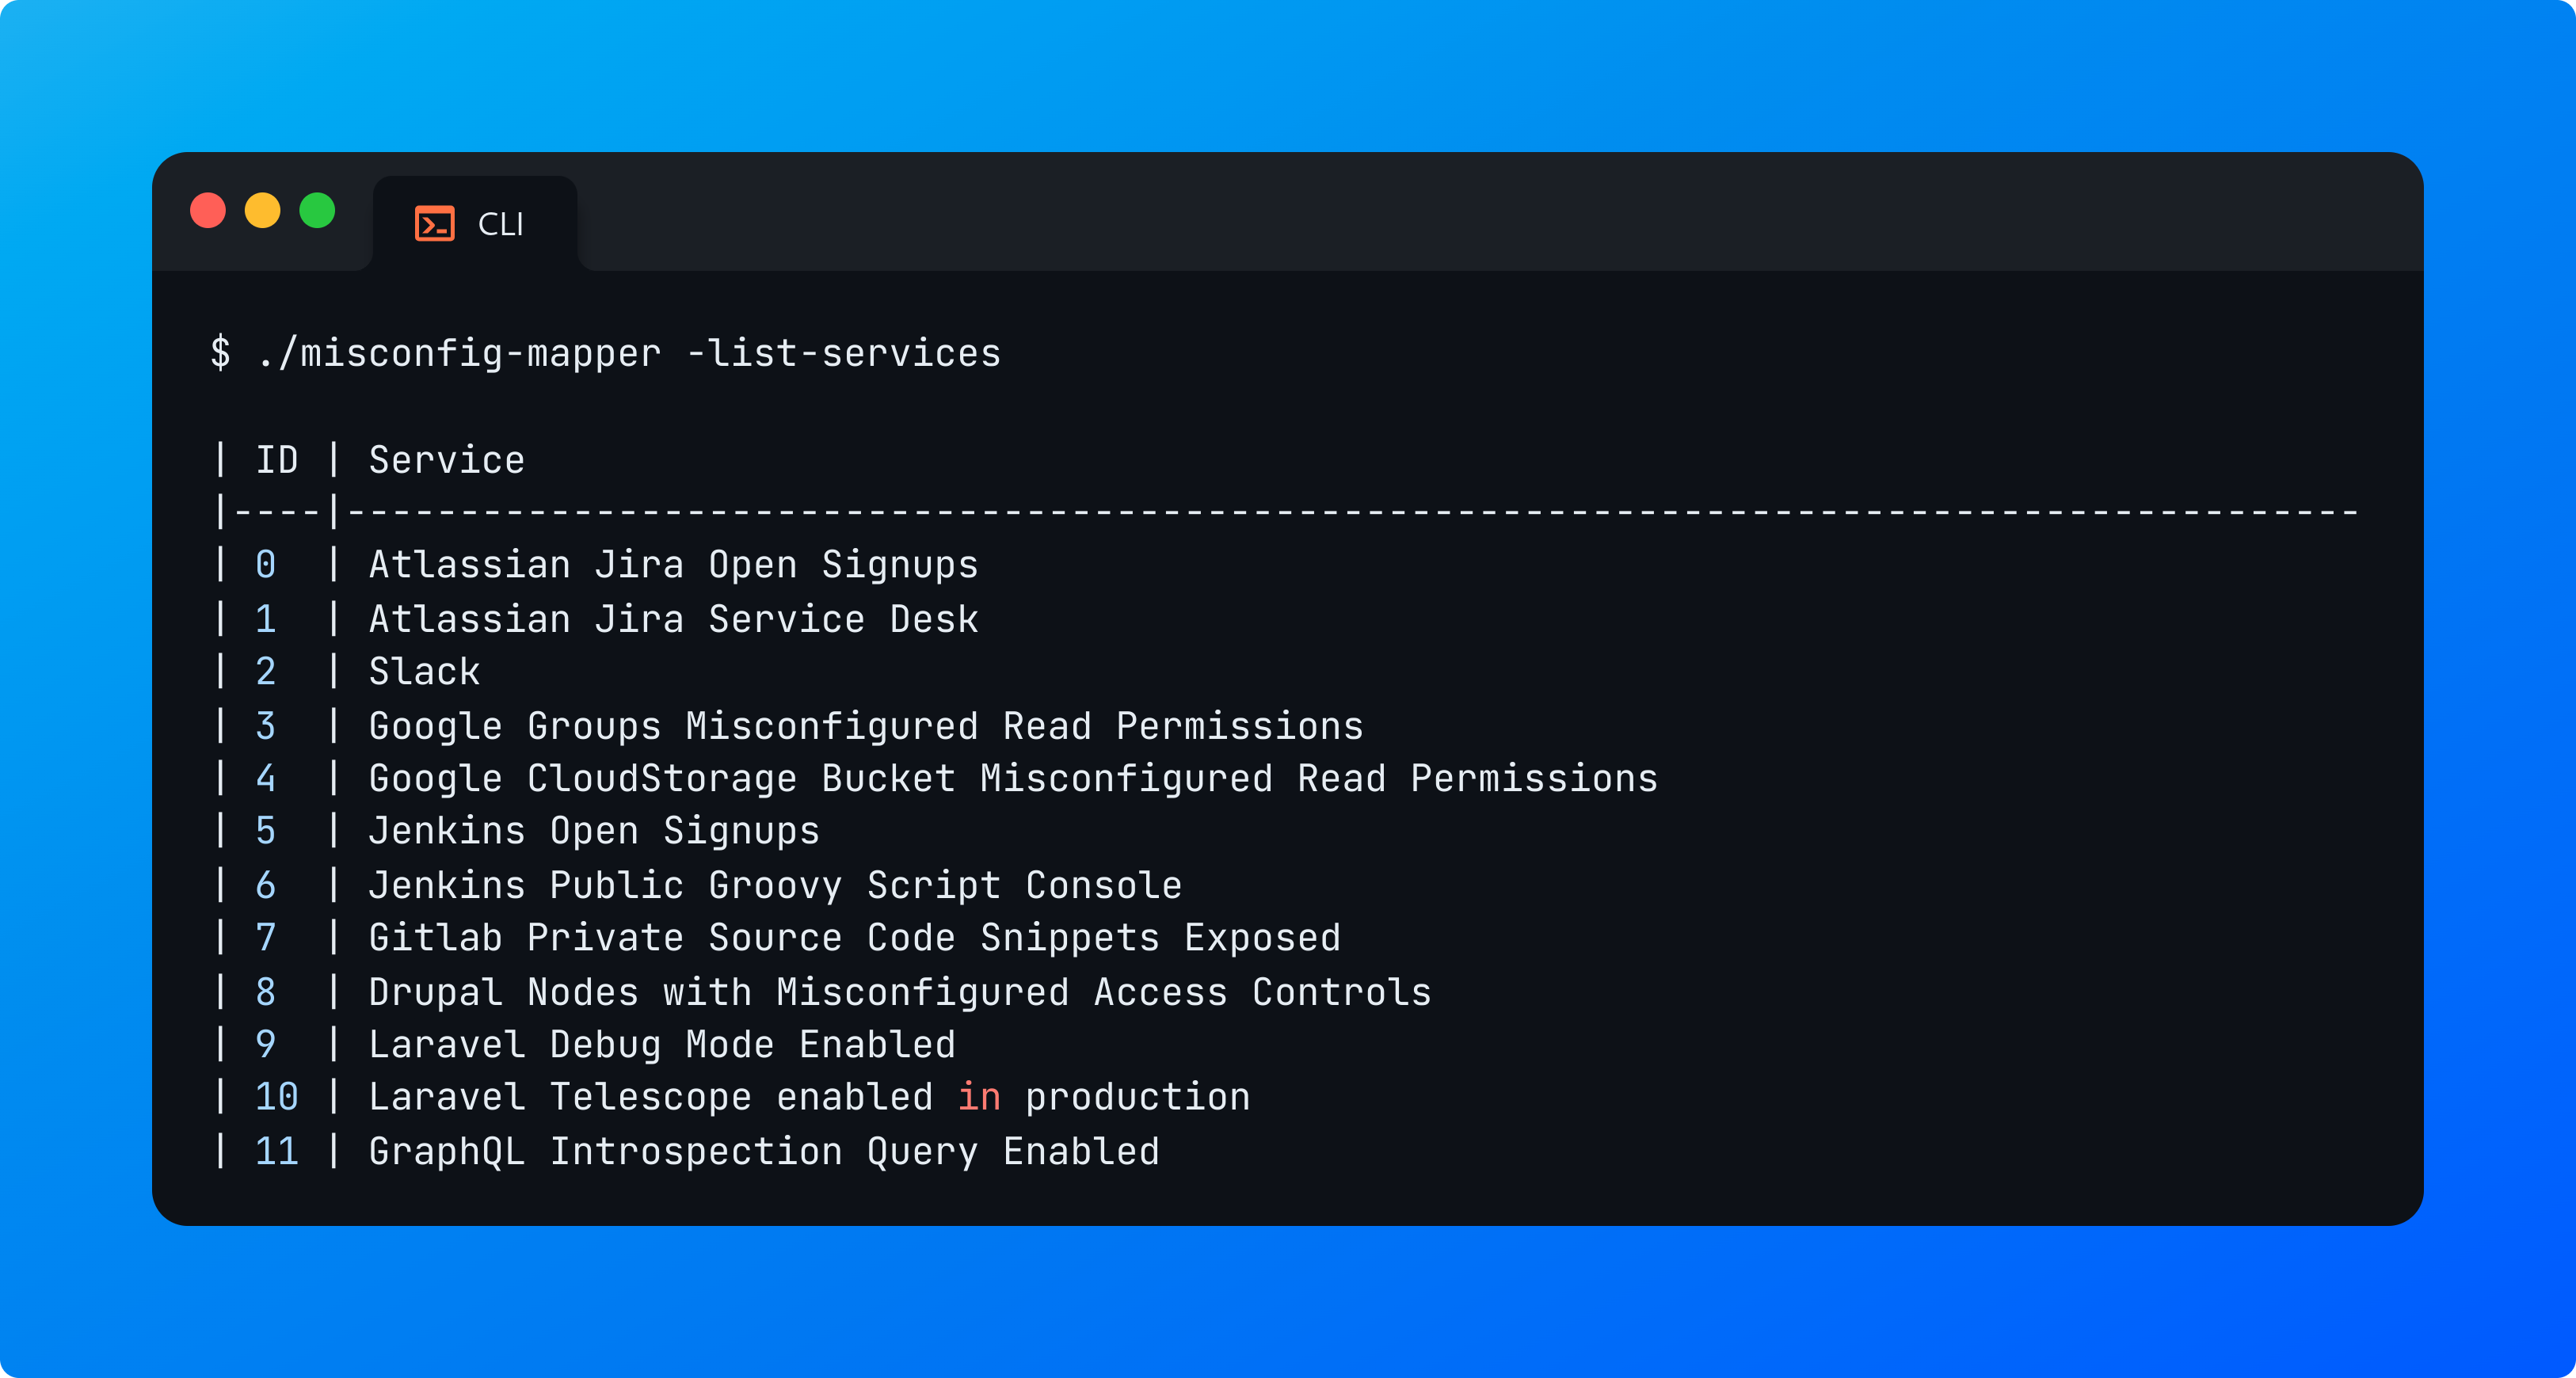 CLI
$ ./misconfig-mapper -list-services
| ID | Service
|----|-----------------------------------------------------------------------------------------
| 0  | Atlassian Jira Open Signups
| 1  | Atlassian Jira Service Desk
| 2  | Slack
| 3  | Google Groups Misconfigured Read Permissions
| 4  | Google CloudStorage Bucket Misconfigured Read Permissions
| 5  | Jenkins Open Signups
| 6  | Jenkins Public Groovy Script Console
| 7  | Gitlab Private Source Code Snippets Exposed
| 8  | Drupal Nodes with Misconfigured Access Controls
| 9  | Laravel Debug Mode Enabled
| 10 | Laravel Telescope enabled in production
| 11 | GraphQL Introspection Query Enabled